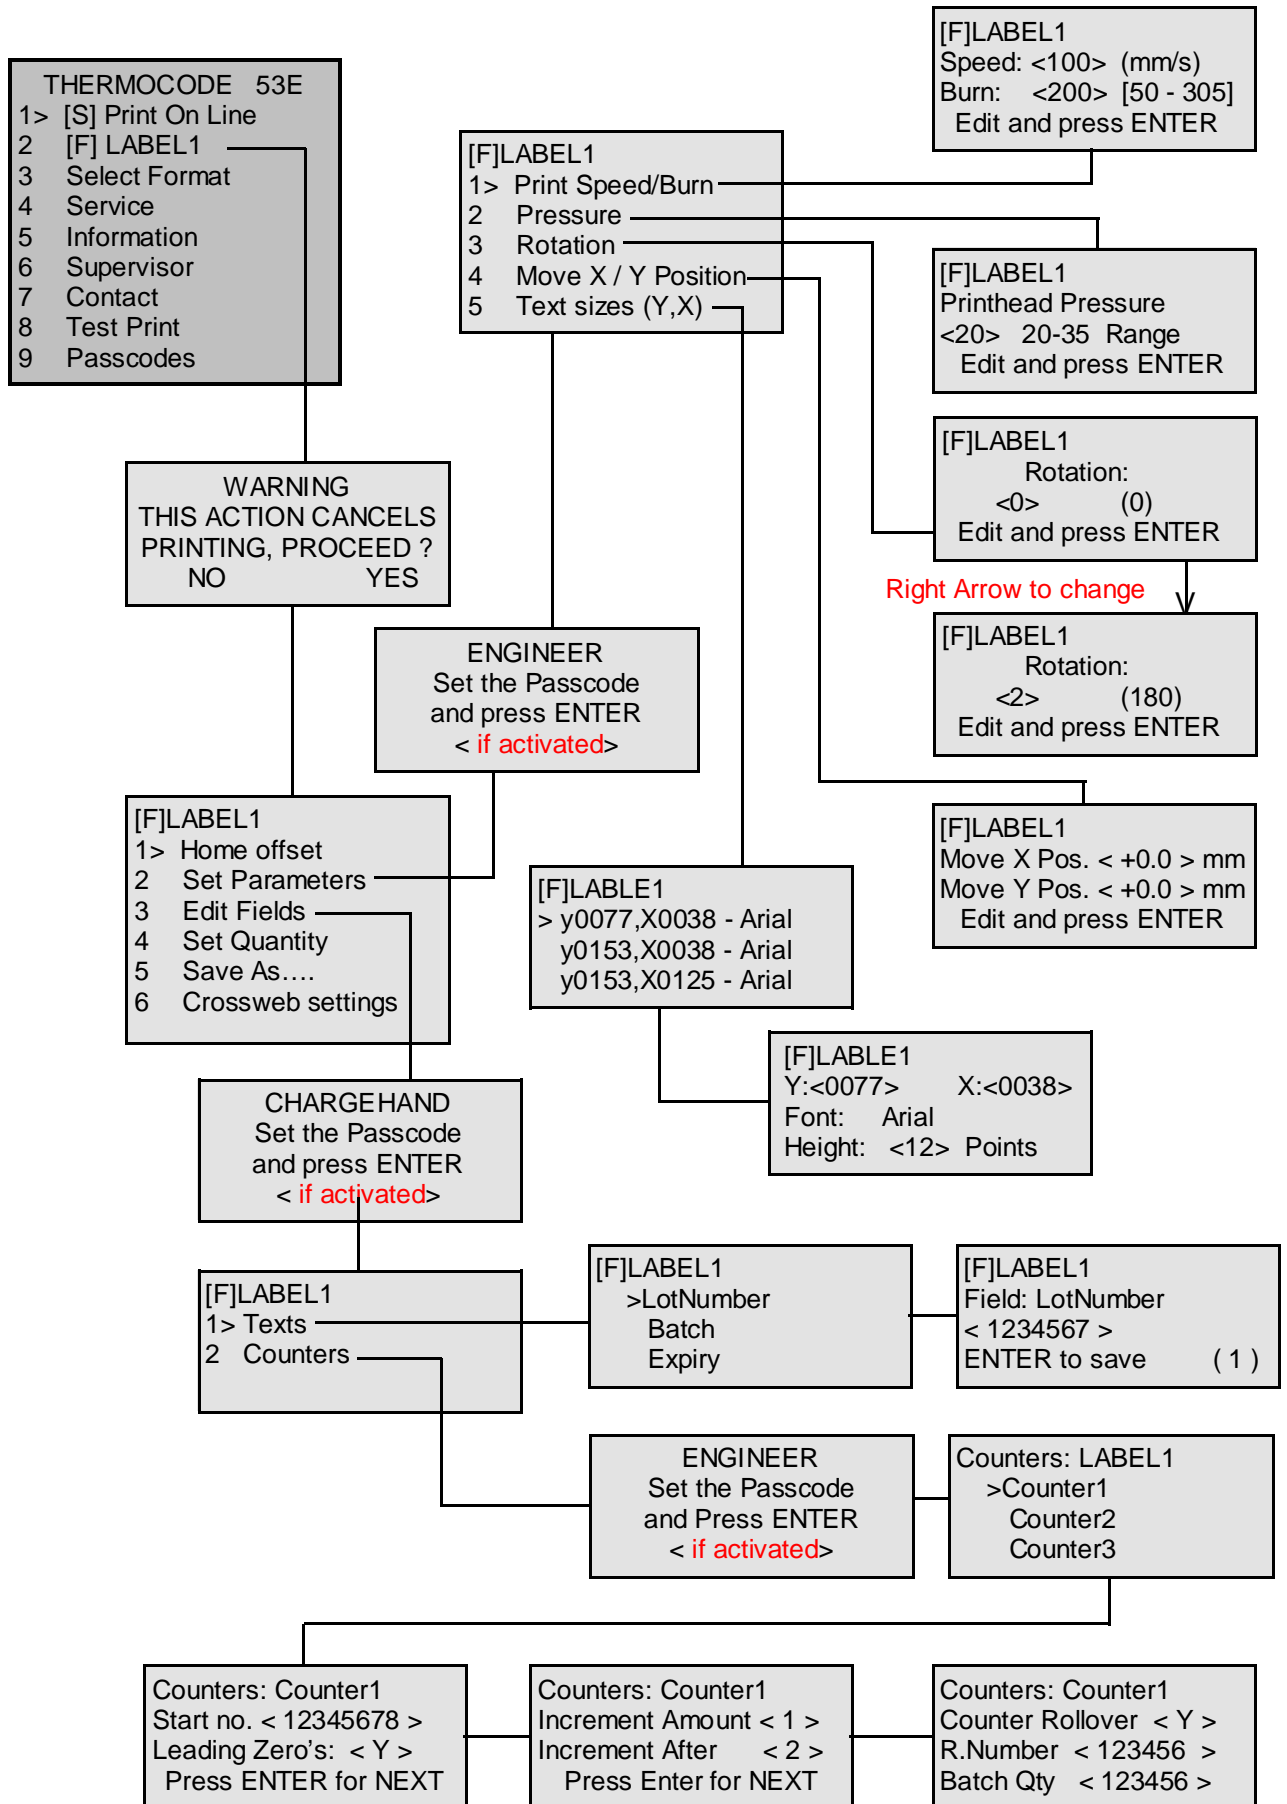 THERMOCODE 53E
1> [S] Print On Line
2 [F] LABEL1
3 Select Format
4 Service
5 Information
6 Supervisor
7 Contact
8 Test Print
9 Passcodes
[F]LABEL1
1> Print Speed/Burn
2 Pressure
3 Rotation
4 Move X / Y Position
5 Text sizes (Y,X)
[F]LABEL1
Speed: <100> (mm/s)
Burn: <200> [50 - 305]
Edit and press ENTER
[F]LABEL1
Printhead Pressure
<20> 20-35 Range
Edit and press ENTER
[F]LABEL1
Rotation:
<0> (0)
Edit and press ENTER
Right Arrow to change
[F]LABEL1
Rotation:
<2> (180)
Edit and press ENTER
[F]LABEL1
Move X Pos. < +0.0 > mm
Move Y Pos. < +0.0 > mm
Edit and press ENTER
WARNING
THIS ACTION CANCELS
PRINTING, PROCEED ?
NO YES
ENGINEER
Set the Passcode
and press ENTER
< if activated>
[F]LABEL1
1> Home offset
2 Set Parameters
3 Edit Fields
4 Set Quantity
5 Save As....
6 Crossweb settings
[F]LABLE1
> y0077,X0038 - Arial
y0153,X0038 - Arial
y0153,X0125 - Arial
[F]LABLE1
Y:<0077> X:<0038>
Font: Arial
Height: <12> Points
CHARGEHAND
Set the Passcode
and press ENTER
< if activated>
[F]LABEL1
1> Texts
2 Counters
[F]LABEL1
>LotNumber
Batch
Expiry
[F]LABEL1
Field: LotNumber
< 1234567 >
ENTER to save ( 1 )
ENGINEER
Set the Passcode
and Press ENTER
< if activated>
Counters: LABEL1
>Counter1
Counter2
Counter3
Counters: Counter1
Start no. < 12345678 >
Leading Zero's: < Y >
Press ENTER for NEXT
Counters: Counter1
Increment Amount < 1 >
Increment After < 2 >
Press Enter for NEXT
Counters: Counter1
Counter Rollover < Y >
R.Number < 123456 >
Batch Qty < 123456 >